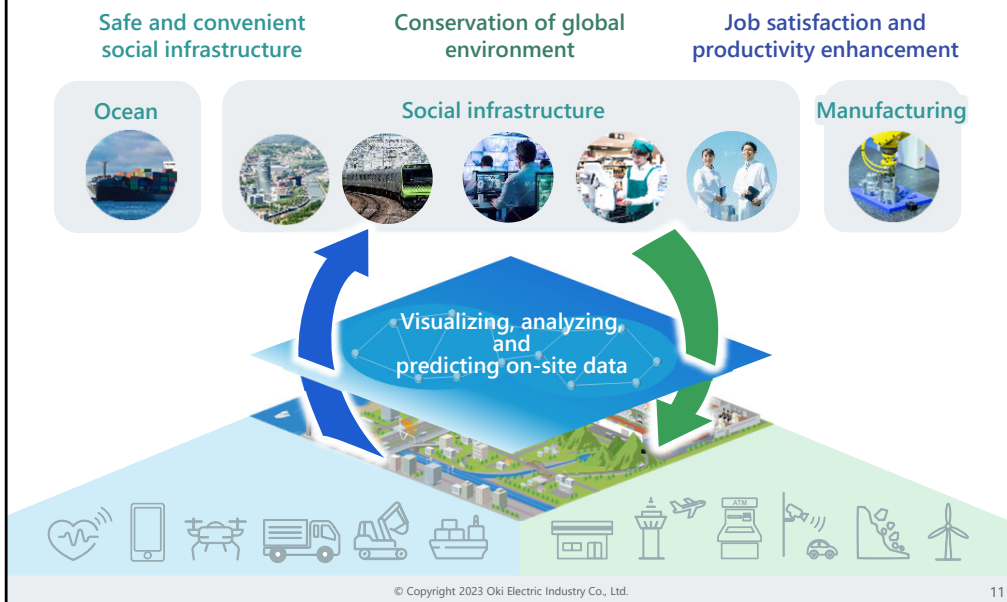 Safe and convenient
social infrastructure
Conservation of global
environment
Job satisfaction and
productivity enhancement
Ocean
Social infrastructure
Manufacturing
Visualizing, analyzing,
and
predicting on-site data
ATM
© Copyright 2023 Oki Electric Industry Co., Ltd.
11